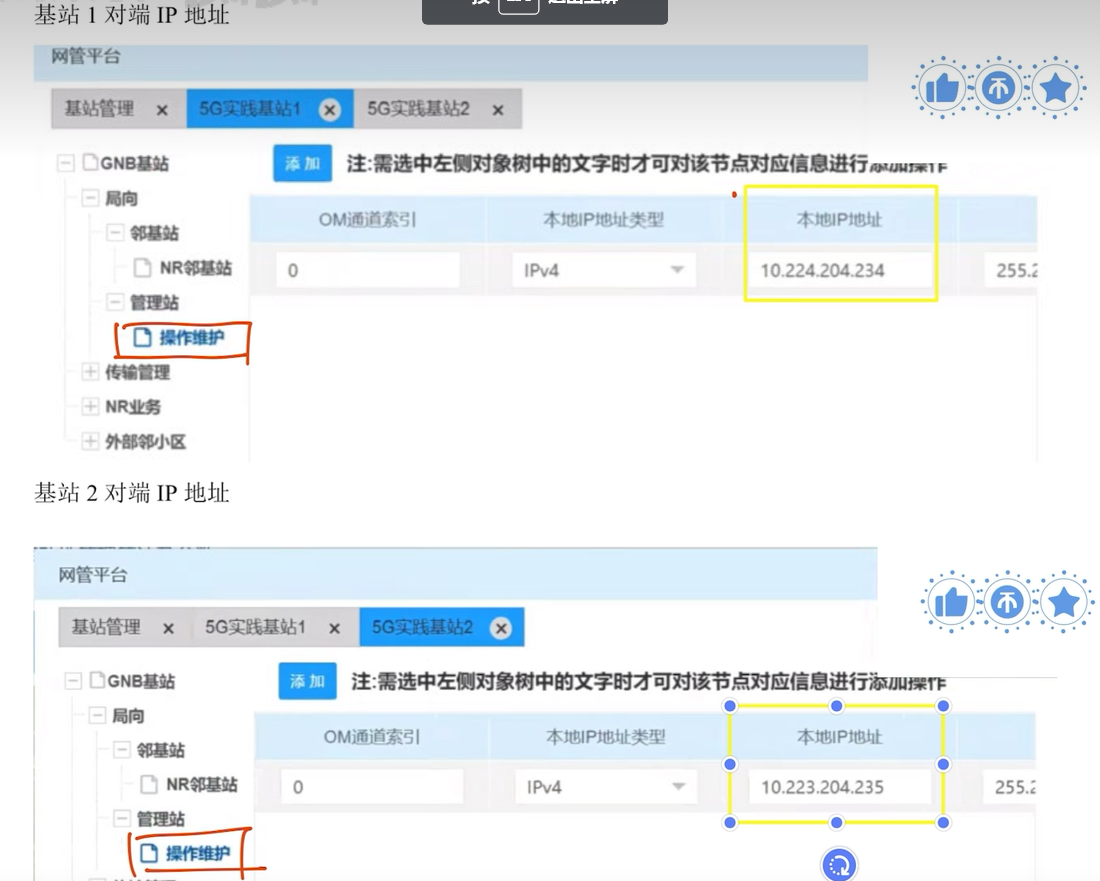 基站 1 对端 IP 地址
网管平台
基站管理 × 5G实践基站1 × 5G实践基站2 ×
GNB基站
添加 注:需选中左侧对象树中的文字时才可对该节点对应信息进行添加操作
局向
OM通道索引 本地IP地址类型 本地IP地址
邻基站
NR邻基站
0 IPv4 10.224.204.234 255.2
管理站
操作维护
传输管理
NR业务
外部邻小区
基站 2 对端 IP 地址
网管平台
基站管理 × 5G实践基站1 × 5G实践基站2 ×
GNB基站
添加 注:需选中左侧对象树中的文字时才可对该节点对应信息进行添加操作
局向
OM通道索引 本地IP地址类型 本地IP地址
邻基站
NR邻基站
0 IPv4 10.223.204.235 255.2
管理站
操作维护